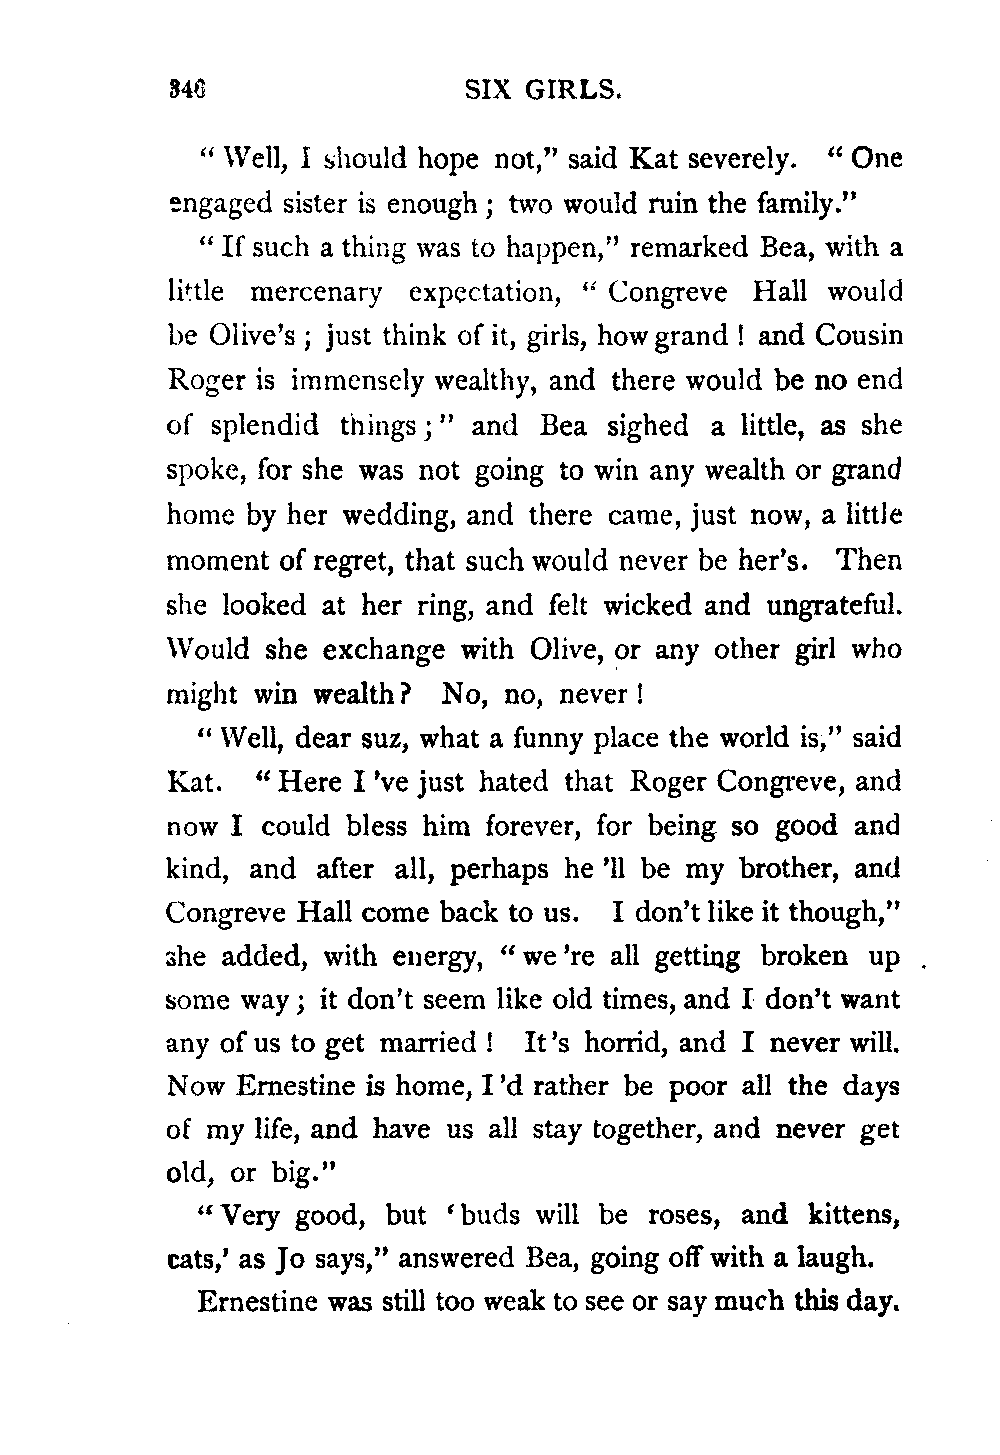 346 SIX GIRLS.
“ Well, I should hope not,” said Kat severely. “ One
engaged sister is enough ; two would ruin the family.”
“ If such a thing was to happen,” remarked Bea, with a
little mercenary expectation, “ Congreve Hall would
be Olive’s ; just think of it, girls, how grand ! and Cousin
Roger is immensely wealthy, and there would be no end
of splendid things ; ” and Bea sighed a little, as she
spoke, for she was not going to win any wealth or grand
home by her wedding, and there came, just now, a little
moment of regret, that such would never be her’s. Then
she looked at her ring, and felt wicked and ungrateful.
Would she exchange with Olive, or any other girl who
might win wealth ? No, no, never !
“ Well, dear suz, what a funny place the world is,” said
Kat. “ Here I ’ve just hated that Roger Congreve, and
now I could bless him forever, for being so good and
kind, and after all, perhaps he ’ll be my brother, and
Congreve Hall come back to us. I don’t like it though,”
she added, with energy, “ we ’re all getting broken up
some way ; it don’t seem like old times, and I don’t want
any of us to get married ! It ’s horrid, and I never will.
Now Ernestine is home, I ’d rather be poor all the days
of my life, and have us all stay together, and never get
old, or big.”
“ Very good, but ‘ buds will be roses, and kittens,
cats,’ as Jo says,” answered Bea, going off with a laugh.
Ernestine was still too weak to see or say much this day.